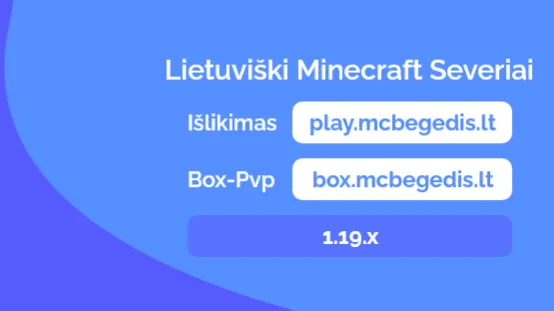 Lietuviški Minecraft Severiai
Išlikimas play.mcbegedis.lt
Box-Pvp box.mcbegedis.lt
1.19.x